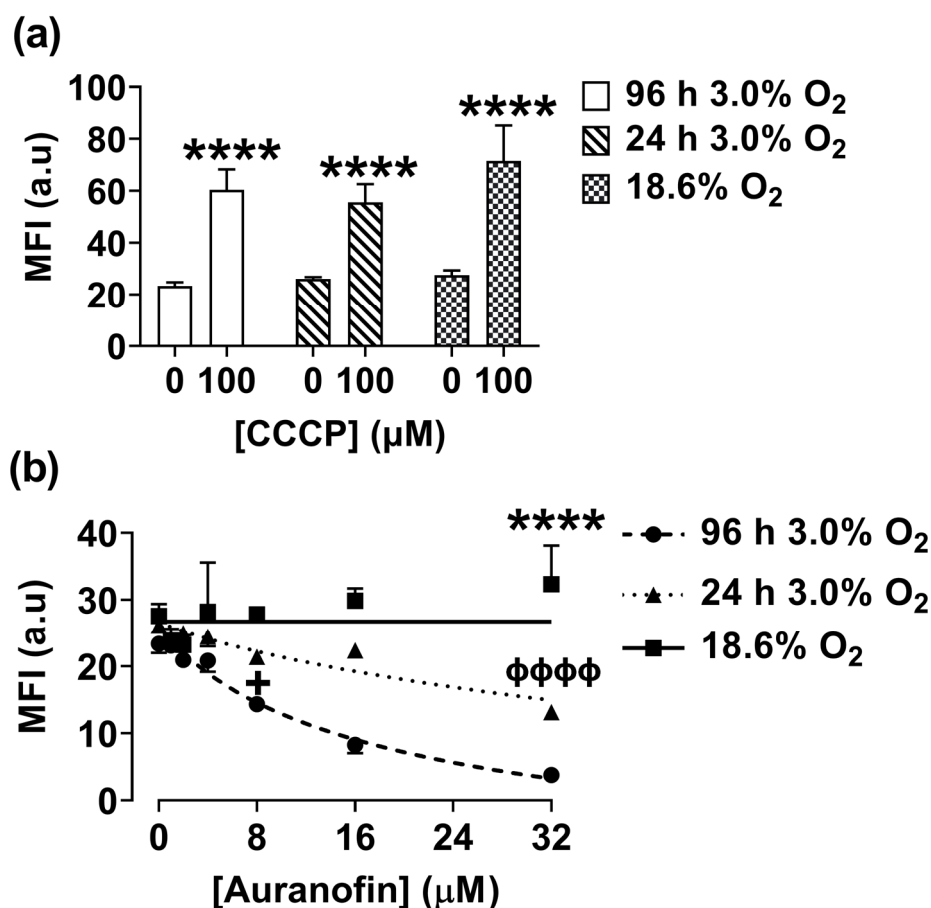 (a)
100
80
60
40
20
0
MFI (a.u)
****
****
****
0 100 0 100 0 100
[CCCP] (µM)
96 h 3.0% O₂
24 h 3.0% O₂
18.6% O₂
(b)
40
30
20
10
0
MFI (a.u)
****
+
ϕϕϕϕ
0 8 16 24 32
[Auranofin] (µM)
96 h 3.0% O₂
24 h 3.0% O₂
18.6% O₂